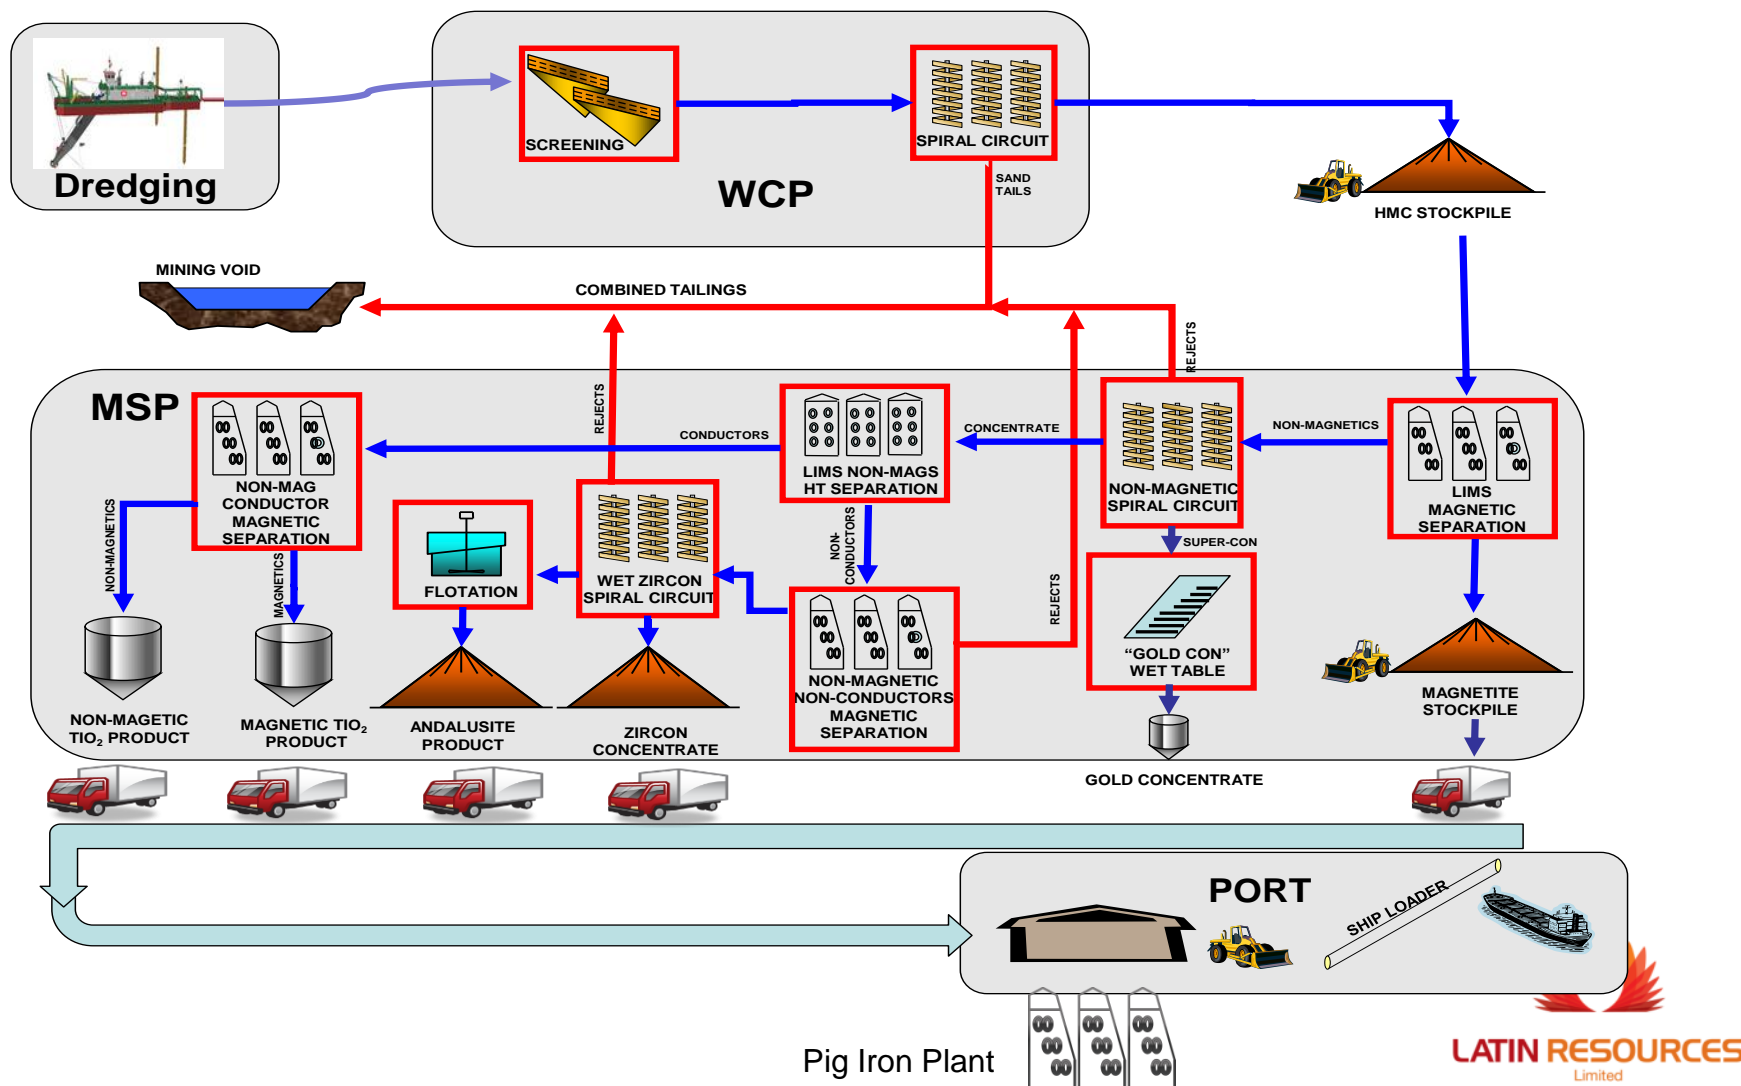 Dredging
SCREENING
SPIRAL CIRCUIT
WCP
SAND
TAILS
HMC STOCKPILE
MINING VOID
COMBINED TAILINGS
REJECTS
REJECTS
REJECTS
MSP
NON-MAG
CONDUCTOR
MAGNETIC
SEPARATION
CONDUCTORS
LIMS NON-MAGS
HT SEPARATION
CONCENTRATE
NON-MAGNETIC
SPIRAL CIRCUIT
NON-MAGNETICS
LIMS
MAGNETIC
SEPARATION
NON-MAGNETICS
MAGNETICS
FLOTATION
WET ZIRCON
SPIRAL CIRCUIT
NON-
CONDUCTORS
SUPER-CON
“GOLD CON”
WET TABLE
NON-MAGNETIC
NON-CONDUCTORS
MAGNETIC
SEPARATION
NON-MAGETIC
TIO2 PRODUCT
MAGNETIC TIO2
PRODUCT
ANDALUSITE
PRODUCT
ZIRCON
CONCENTRATE
GOLD CONCENTRATE
MAGNETITE
STOCKPILE
PORT
SHIP LOADER
Pig Iron Plant
LATIN RESOURCES
Limited